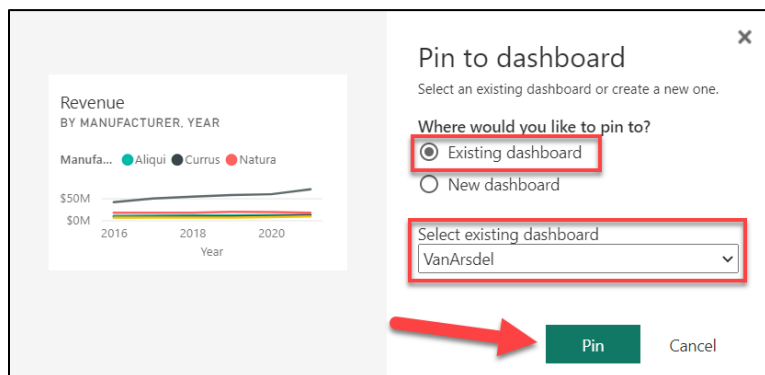 Revenue
BY MANUFACTURER, YEAR
Manufa... Aliqui Currus Natura
$50M
$0M
2016 2018 2020
Year
×
Pin to dashboard
Select an existing dashboard or create a new one.
Where would you like to pin to?
Existing dashboard
New dashboard
Select existing dashboard
VanArsdel
Pin Cancel